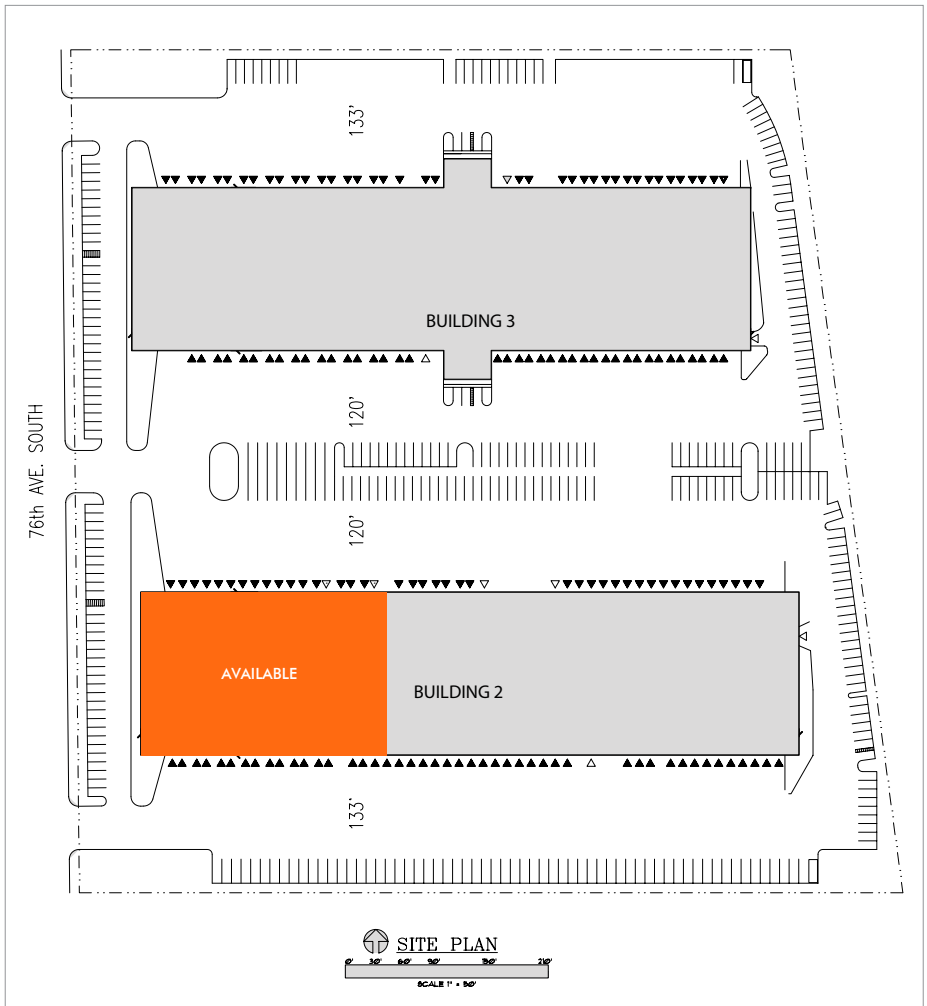 133'
BUILDING 3
120'
76th AVE. SOUTH
120'
AVAILABLE
BUILDING 2
133'
SITE PLAN
0' 30' 60' 90' 150' 210'
SCALE 1" = 90'